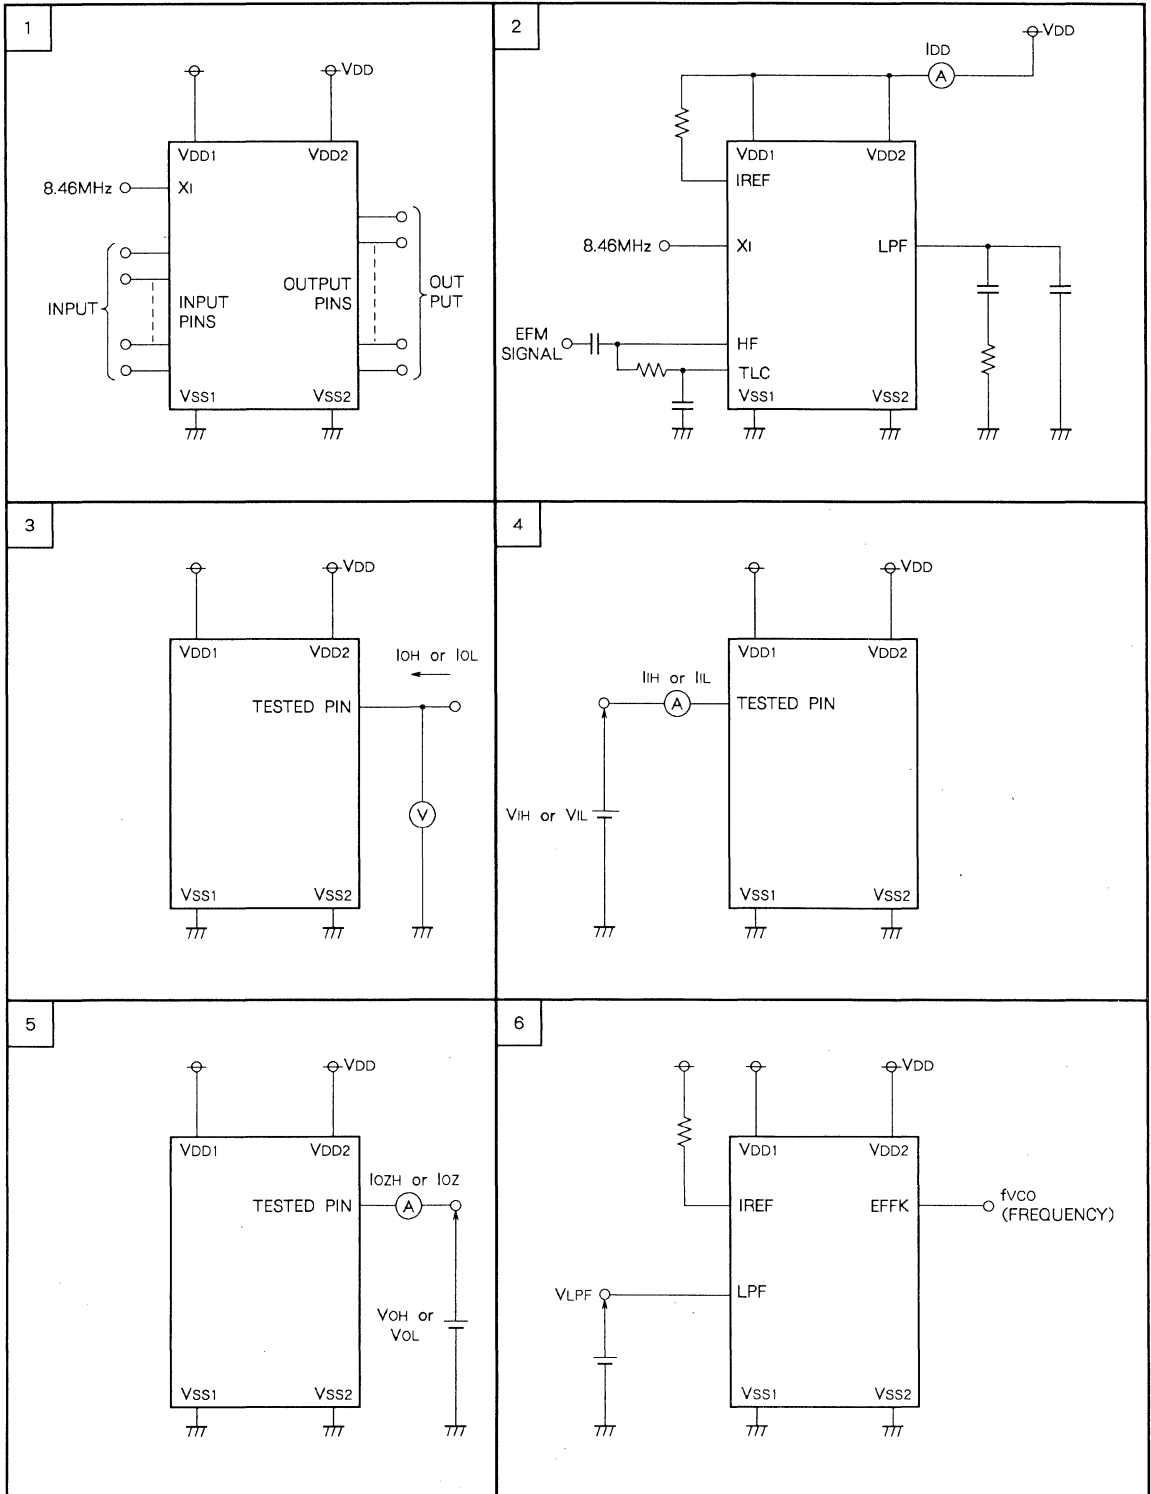 1
VDD
VDD1
VDD2
8.46MHz
XI
INPUT
INPUT
PINS
OUTPUT
PINS
OUT
PUT
VSS1
VSS2
2
IDD
A
VDD
VDD1
VDD2
IREF
8.46MHz
XI
LPF
EFM
SIGNAL
HF
TLC
VSS1
VSS2
3
VDD
VDD1
VDD2
IOH or IOL
TESTED PIN
V
VSS1
VSS2
4
VDD
VDD1
VDD2
IIH or IIL
A
TESTED PIN
VIH or VIL
VSS1
VSS2
5
VDD
VDD1
VDD2
IOZH or IOZ
TESTED PIN
A
VOH or
VOL
VSS1
VSS2
6
VDD
VDD1
VDD2
IREF
EFFK
fVCO
(FREQUENCY)
VLPF
LPF
VSS1
VSS2